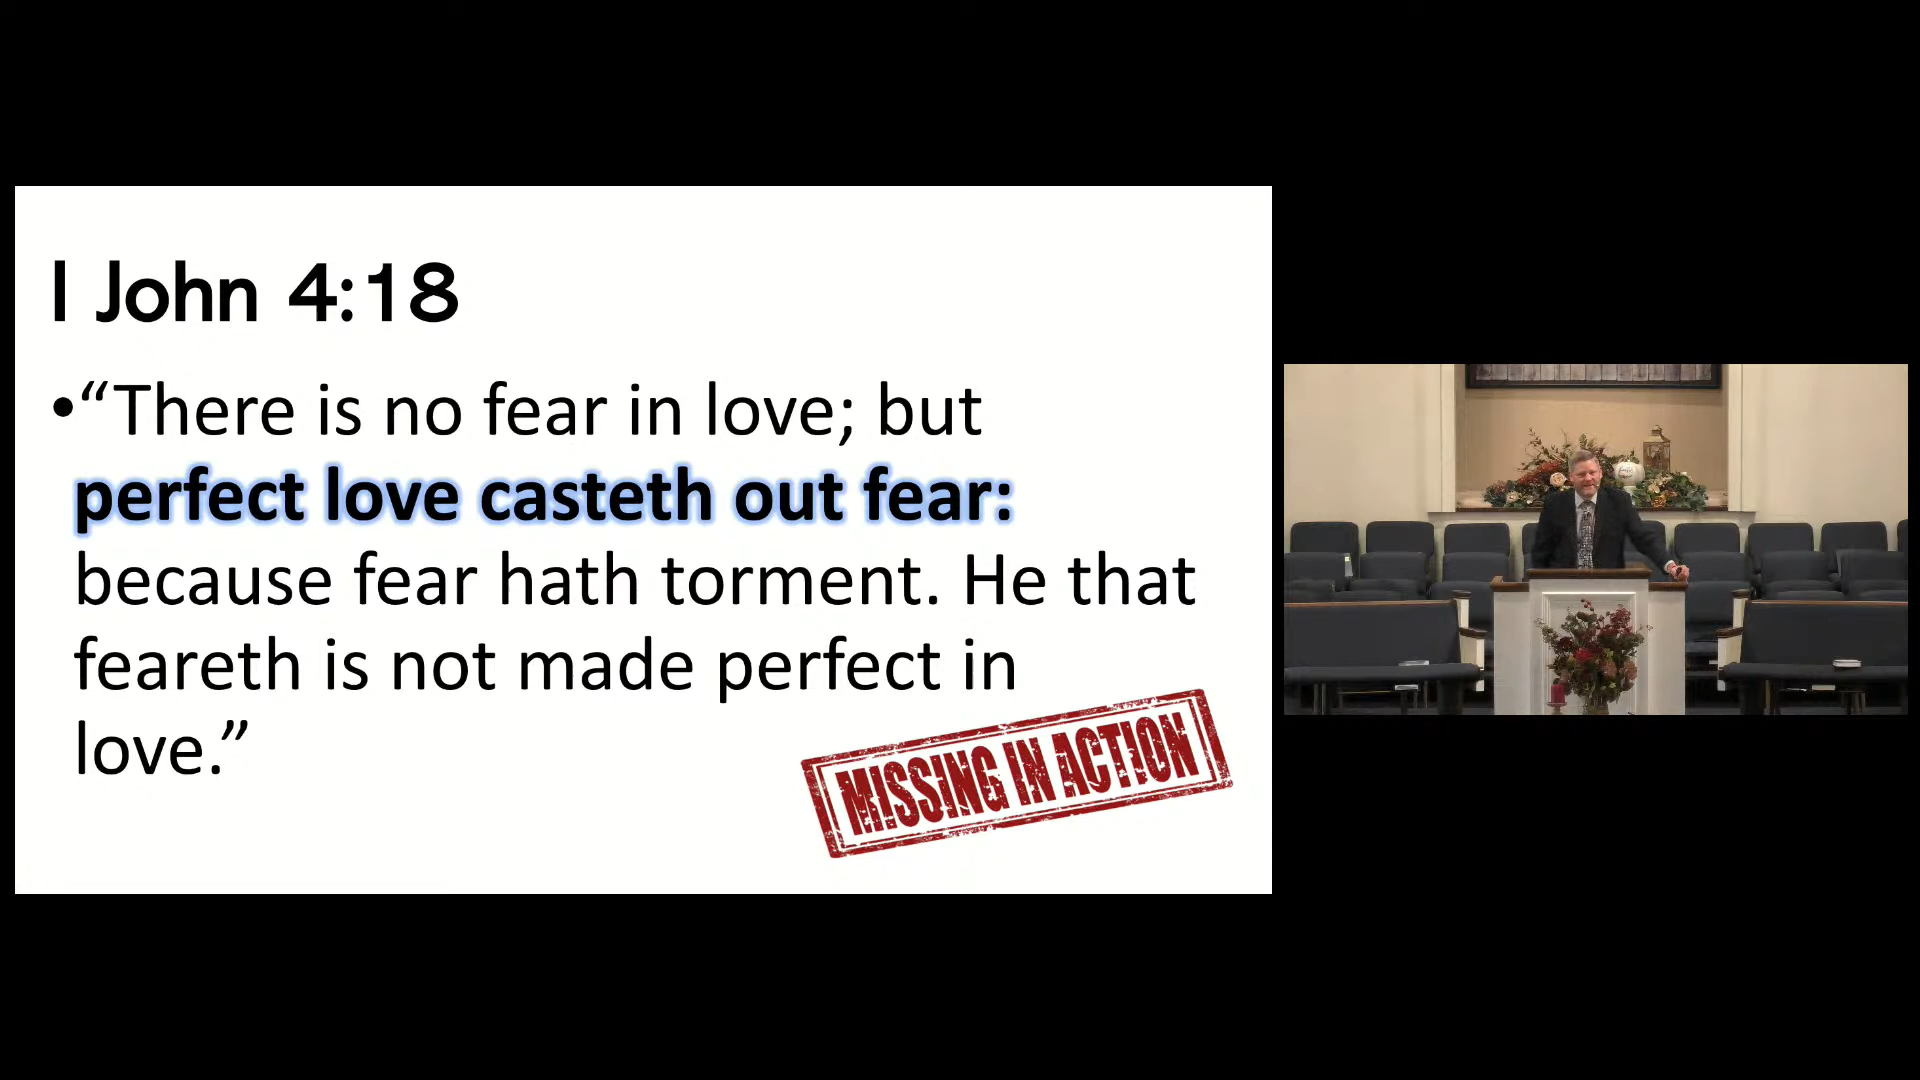 I John 4:18
•“There is no fear in love; but
perfect love casteth out fear:
because fear hath torment. He that
feareth is not made perfect in
love.”
MISSING IN ACTION